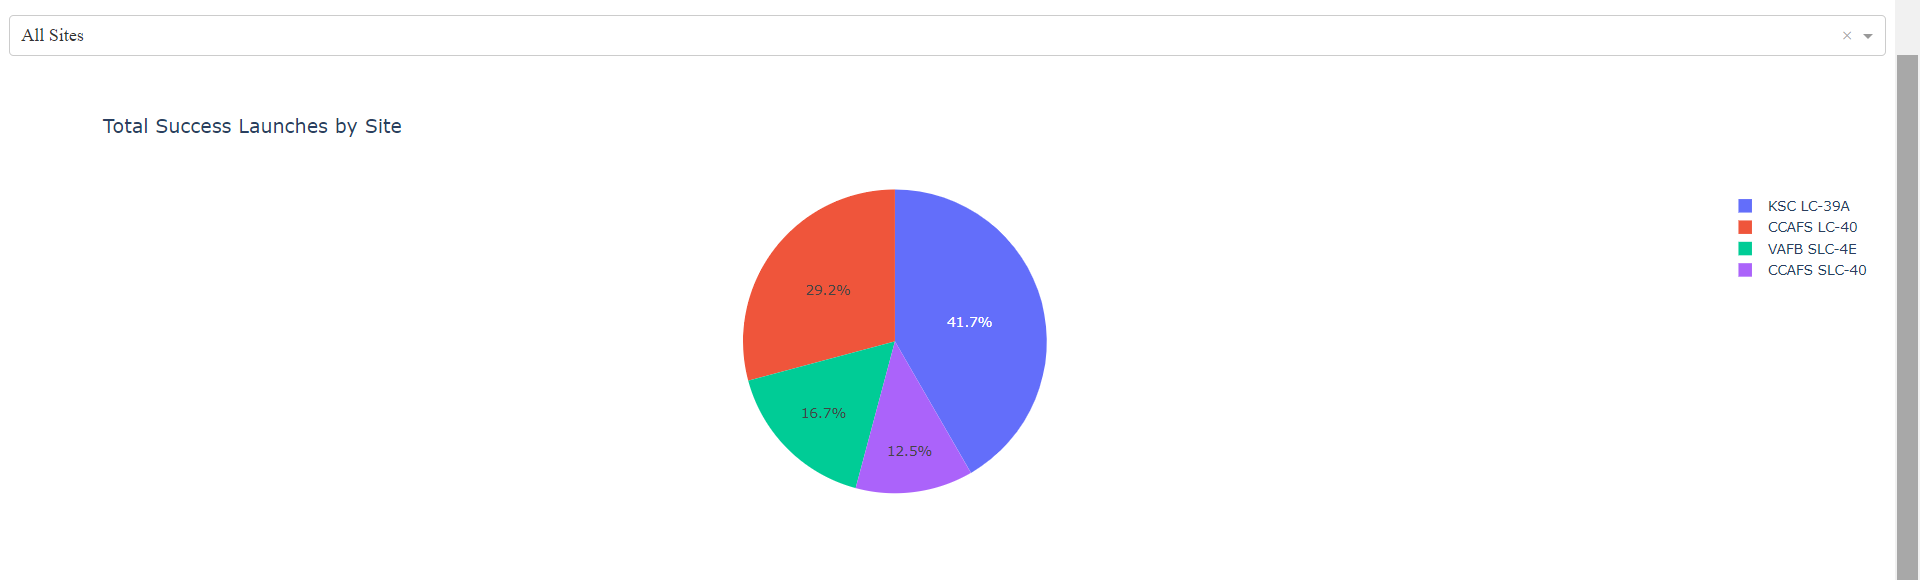 All Sites
Total Success Launches by Site
KSC LC-39A
CCAFS LC-40
VAFB SLC-4E
CCAFS SLC-40
29.2%
41.7%
16.7%
12.5%